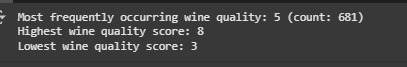 Most frequently occurring wine quality: 5 (count: 681)
Highest wine quality score: 8
Lowest wine quality score: 3